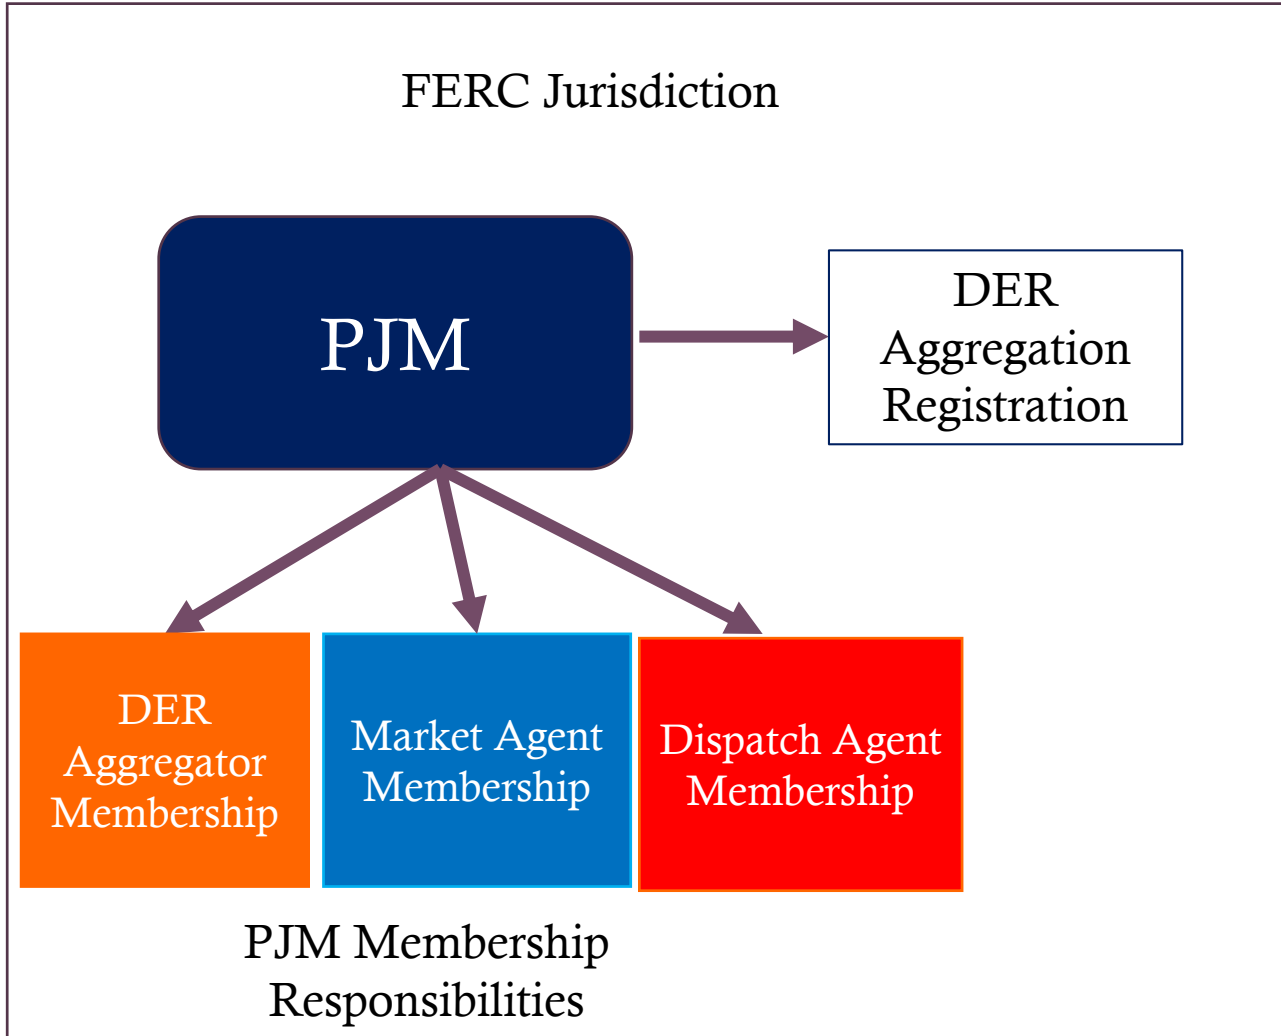 FERC Jurisdiction
PJM
DER
Aggregation
Registration
DER
Aggregator
Membership
Market Agent
Membership
Dispatch Agent
Membership
PJM Membership
Responsibilities